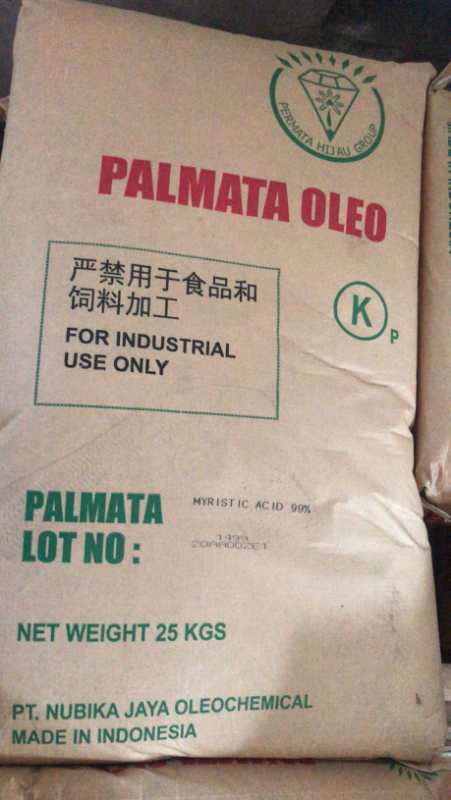 PERMATA HIJAU GROUP
PALMATA OLEO
严禁用于食品和
饲料加工
FOR INDUSTRIAL
USE ONLY
K
P
PALMATA
MYRISTIC ACID 99%
LOT NO :
1499
NET WEIGHT 25 KGS
PT. NUBIKA JAYA OLEOCHEMICAL
MADE IN INDONESIA